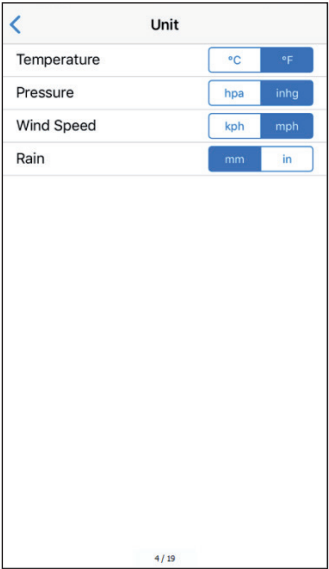 Unit
Temperature °C °F
Pressure hpa inhg
Wind Speed kph mph
Rain mm in
4 / 19